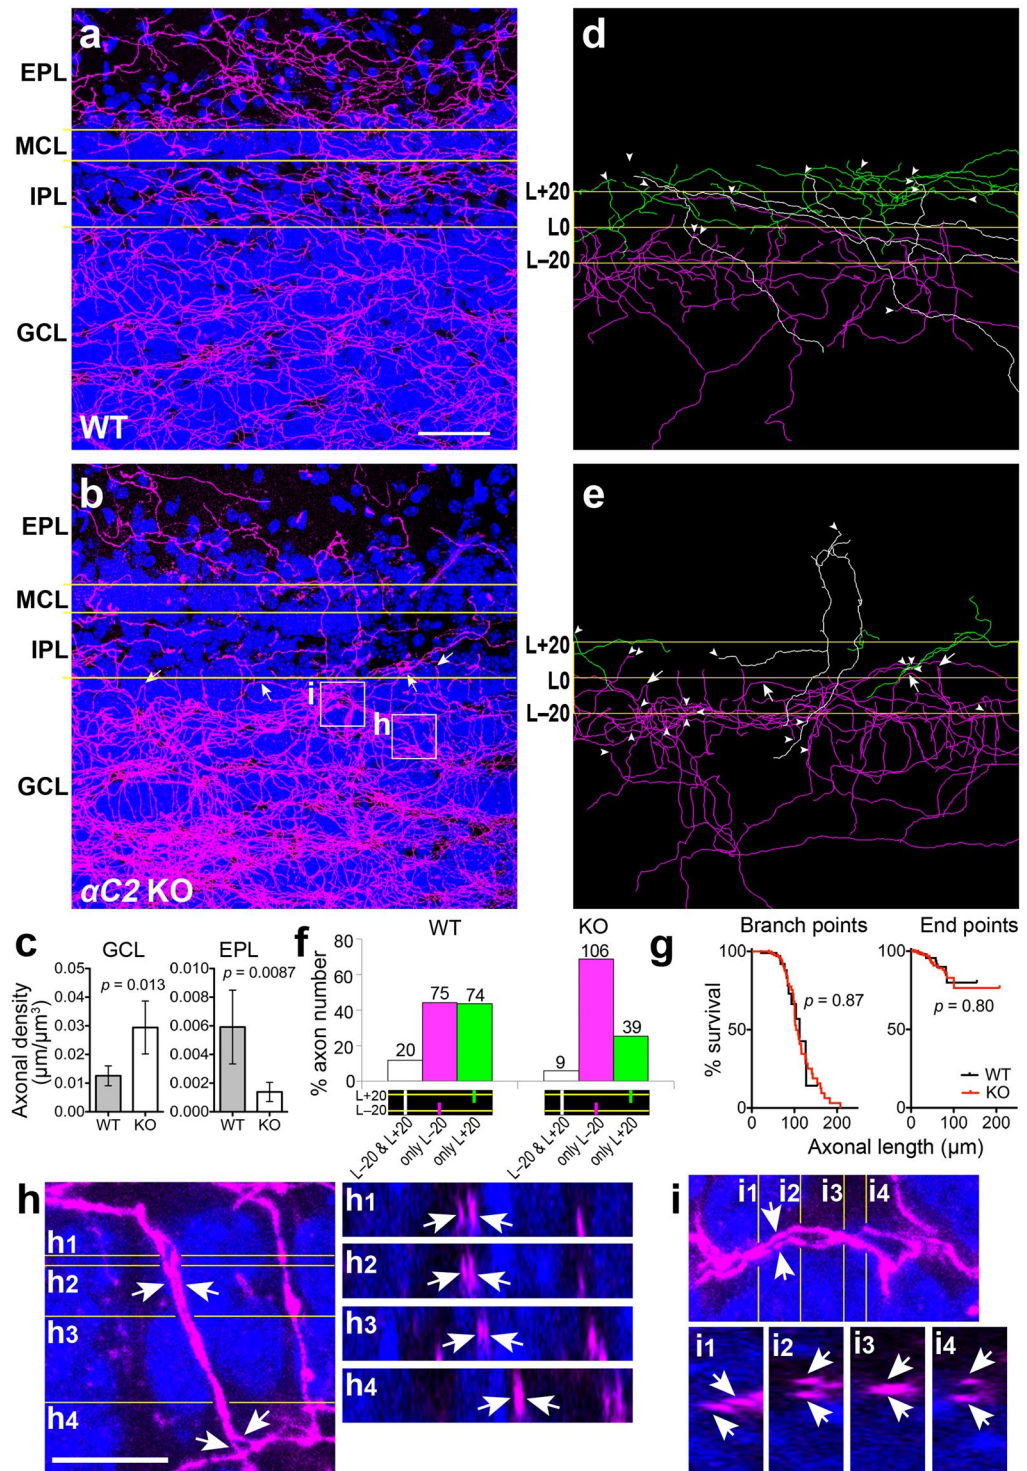 a
EPL
MCL
IPL
GCL
WT
d
L+20
L0
L–20
b
EPL
MCL
IPL
i
h
GCL
αC2 KO
e
L+20
L0
L–20
c
GCL
EPL
Axonal density
(μm/μm³)
0.05
0.04
0.03
0.02
0.01
0.00
p = 0.013
WT
KO
0.010
0.008
0.006
0.004
0.002
0.000
p = 0.0087
WT
KO
f
WT
KO
% axon number
80
60
40
20
0
20
75
74
9
106
39
L+20
L–20
L–20 & L+20
only L–20
only L+20
L–20 & L+20
only L–20
only L+20
g
Branch points
End points
% survival
100
50
0
p = 0.87
0
100
200
100
50
0
p = 0.80
WT
KO
0
100
200
Axonal length (μm)
h
h1
h2
h3
h4
h1
h2
h3
h4
i
i1
i2
i3
i4
i1
i2
i3
i4